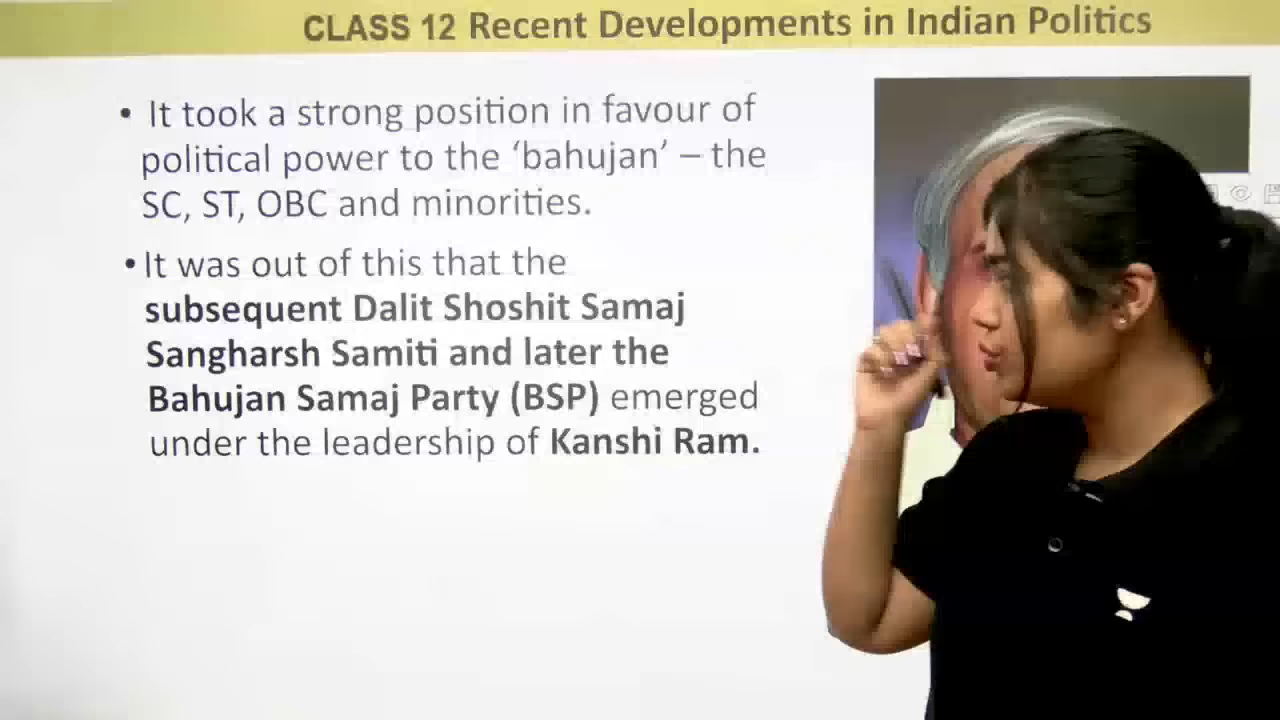 CLASS 12 Recent Developments in Indian Politics
• It took a strong position in favour of
political power to the ‘bahujan’ – the
SC, ST, OBC and minorities.
• It was out of this that the
subsequent Dalit Shoshit Samaj
Sangharsh Samiti and later the
Bahujan Samaj Party (BSP) emerged
under the leadership of Kanshi Ram.